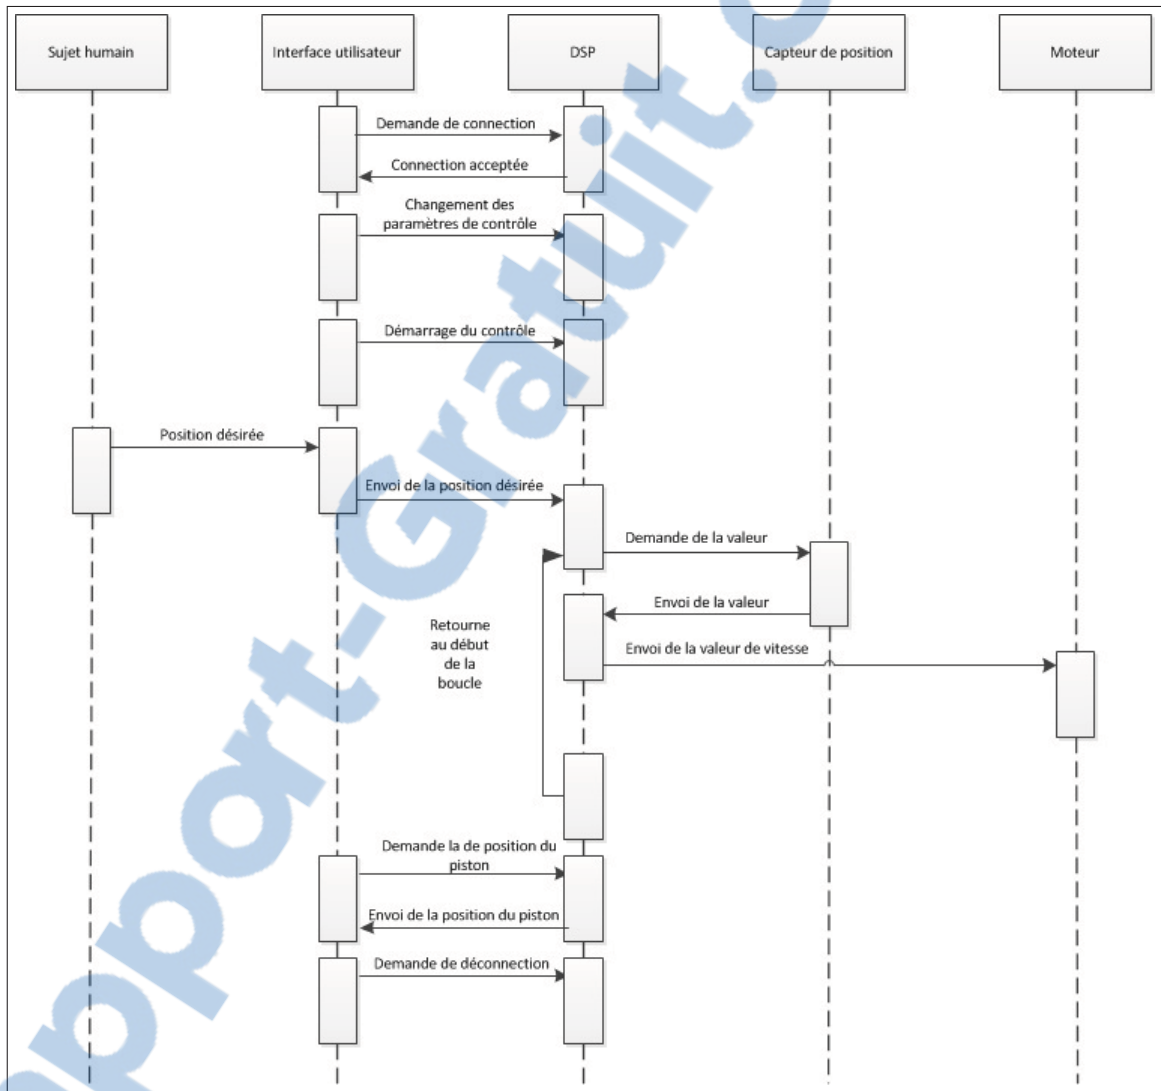 Sujet humain
Interface utilisateur
DSP
Capteur de position
Moteur
Demande de connection
Connection acceptée
Changement des
paramètres de contrôle
Démarrage du contrôle
Position désirée
Envoi de la position désirée
Demande de la valeur
Envoi de la valeur
Retourne
au début
de la
boucle
Envoi de la valeur de vitesse
Demande la de position du
piston
Envoi de la position du piston
Demande de déconnection
pport-Gratuit.c